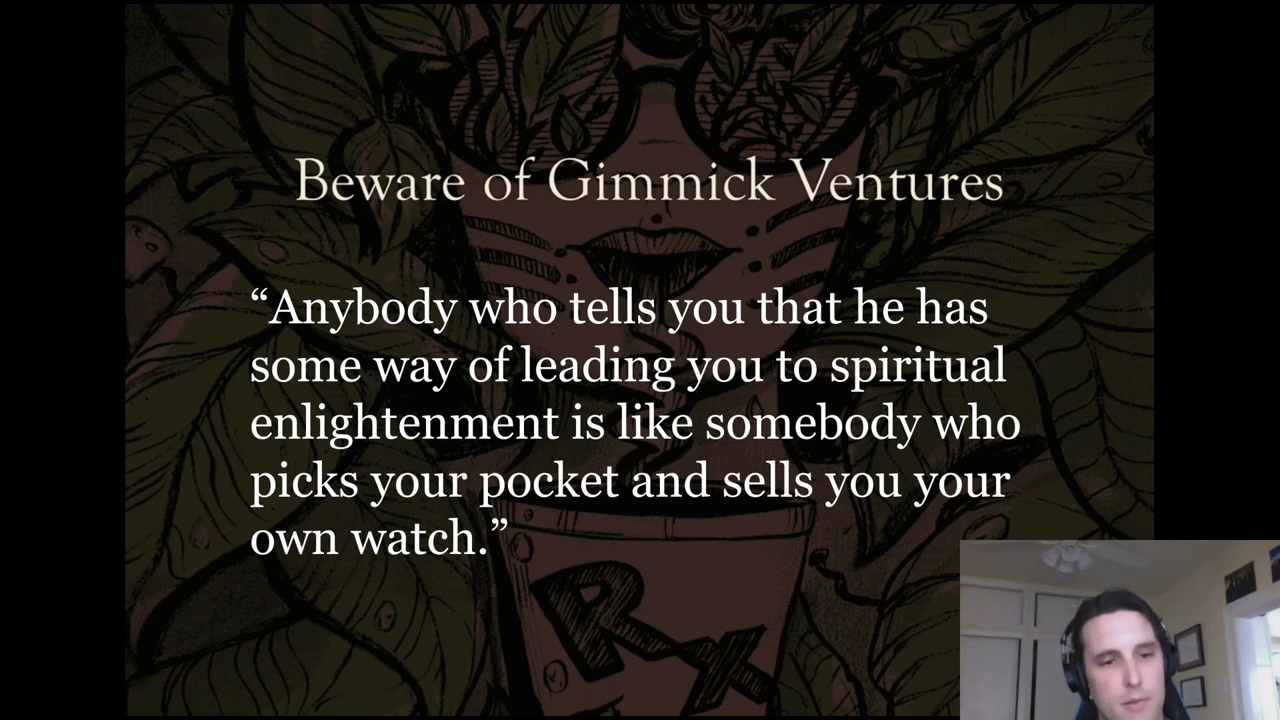 Beware of Gimmick Ventures
“Anybody who tells you that he has
some way of leading you to spiritual
enlightenment is like somebody who
picks your pocket and sells you your
own watch.”
Rx